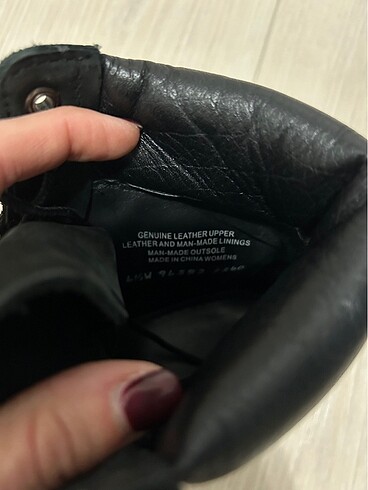 GENUINE LEATHER UPPER
LEATHER AND MAN-MADE LININGS
MAN-MADE OUTSOLE
MADE IN CHINA WOMENS